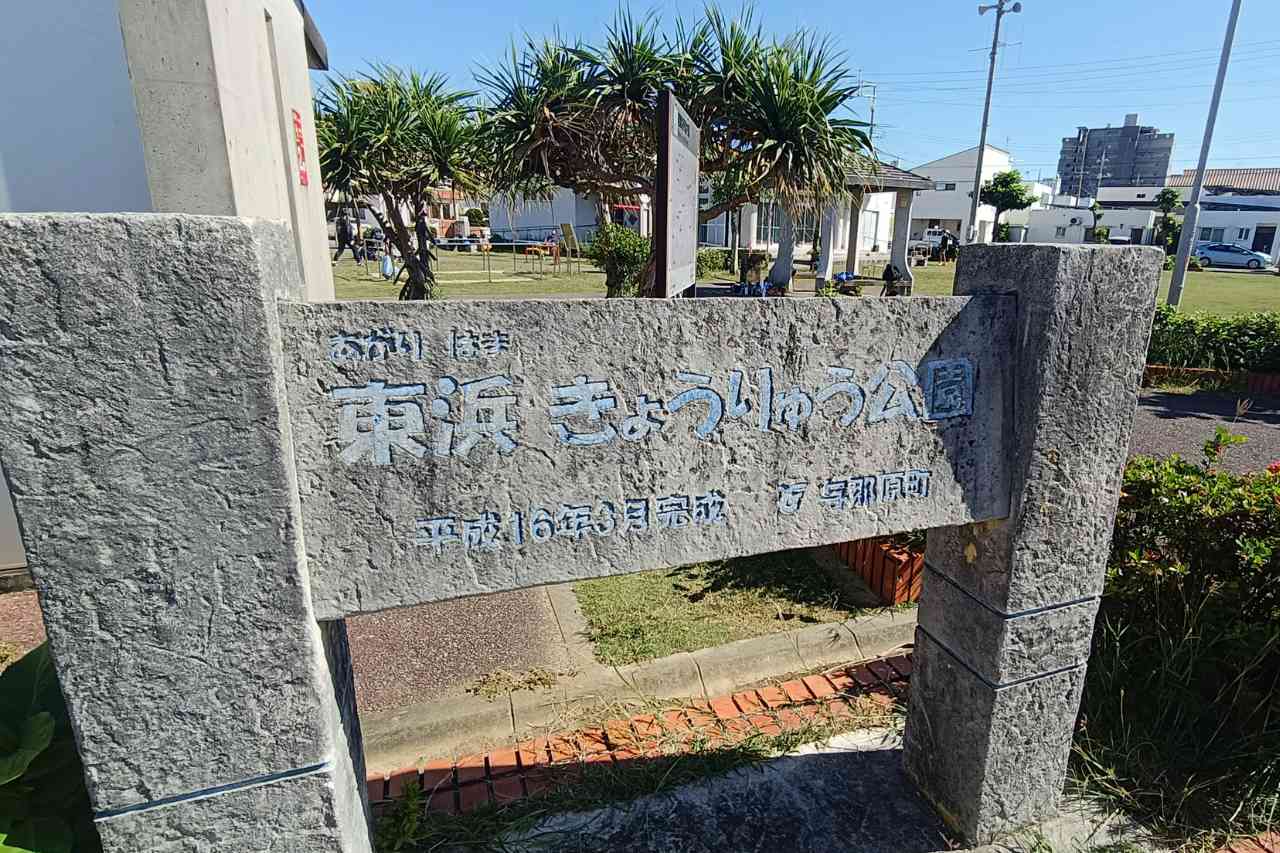 あがり はま
東浜 きょうりゅう公園
平成16年3月完成 与那原町